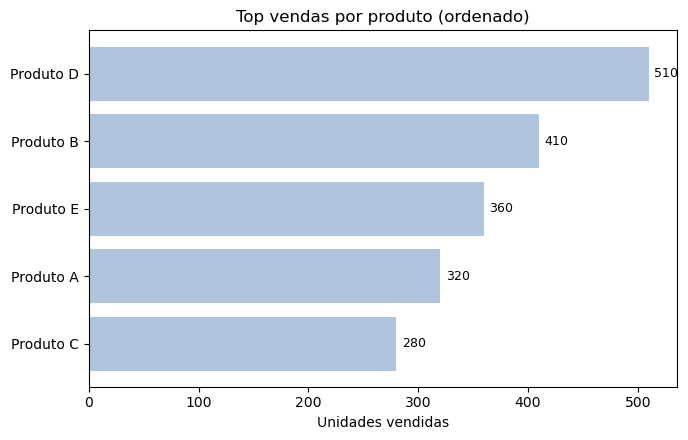 Top vendas por produto (ordenado)
Produto D 510
Produto B 410
Produto E 360
Produto A 320
Produto C 280
0 100 200 300 400 500
Unidades vendidas